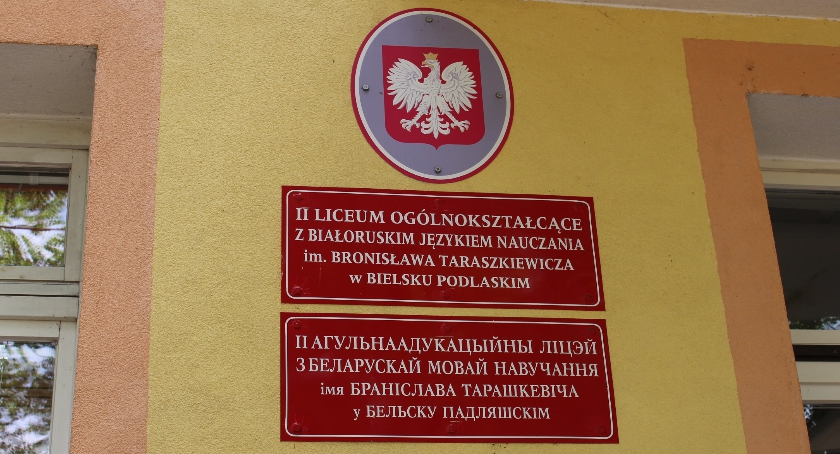 II LICEUM OGÓLNOKSZTAŁCĄCE
Z BIAŁORUSKIM JĘZYKIEM NAUCZANIA
im. BRONISŁAWA TARASZKIEWICZA
w BIELSKU PODLASKIM
II АГУЛЬНААДУКАЦЫЙНЫ ЛІЦЭЙ
З БЕЛАРУСКАЙ МОВАЙ НАВУЧАННЯ
імя БРАНІСЛАВА ТАРАШКЕВІЧА
у БЕЛЬСКУ ПАДЛЯШСКІМ